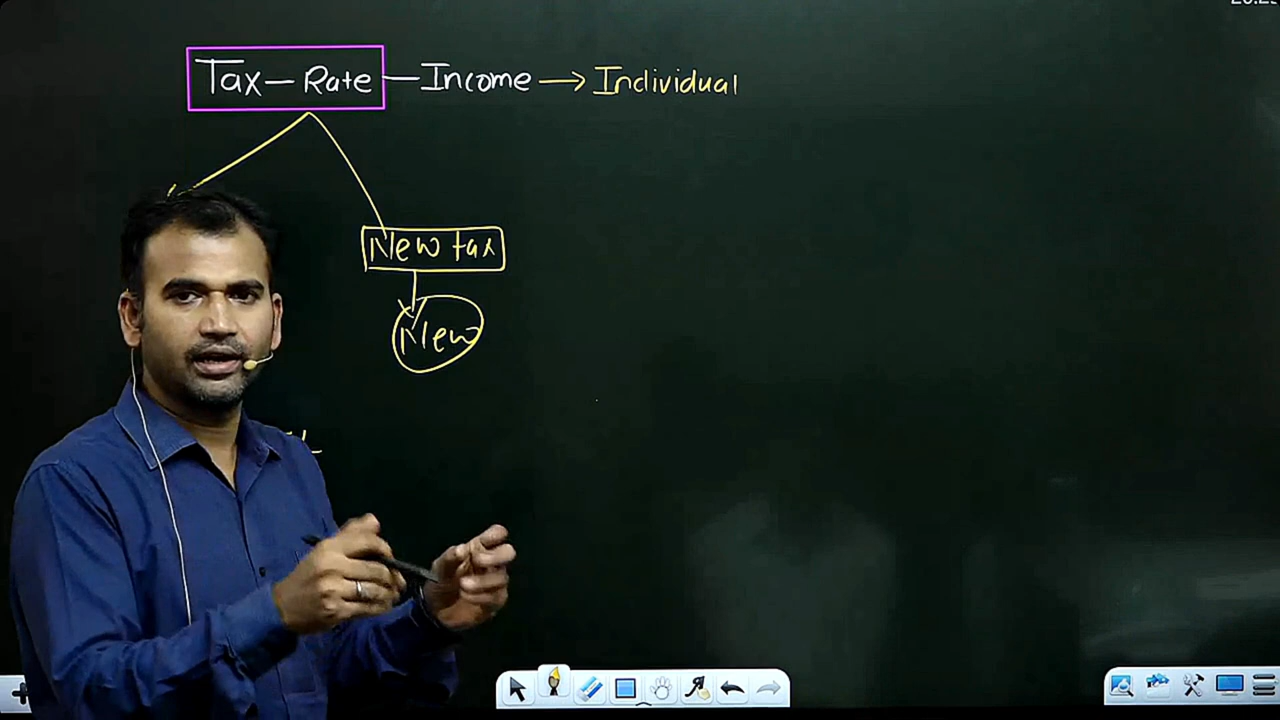 Tax – Rate — Income → Individual
New tax
New